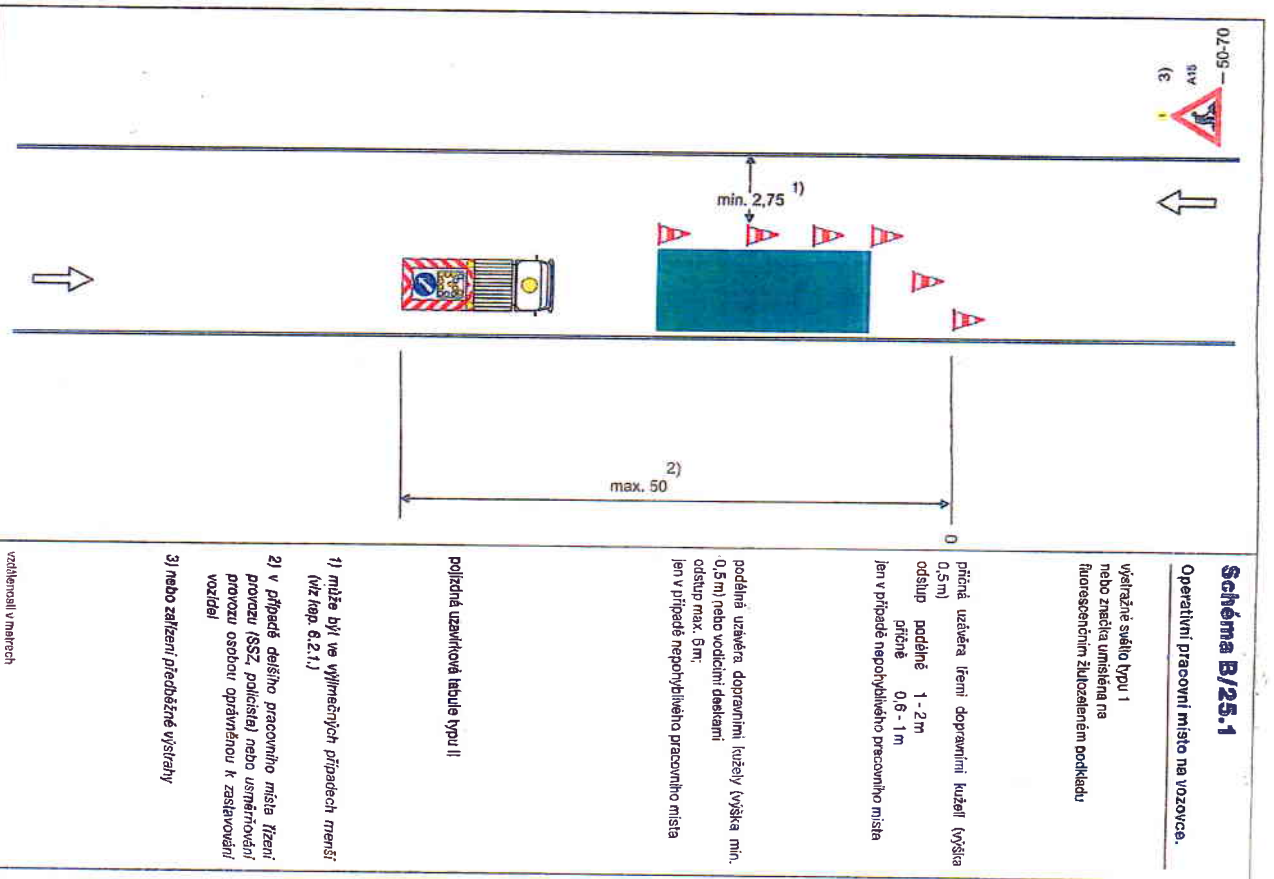 Schéma B/25.1
Operativní pracovní místo na vozovce.
výstražné světlo typu 1
nebo značka umístěna na
fluorescenčním žlutozeleném podkladu
příčná uzávěra třemi dopravními kuželi (výška
0,5 m)
odstup podélně 1 - 2 m
příčně 0,6 - 1 m
jen v případě nepohyblivého pracovního místa
podélná uzávěra dopravními kužely (výška min.
0,5 m) nebo vodicími deskami
odstup max. 6 m;
jen v případě nepohyblivého pracovního místa
pojízdná uzavírková tabule typu II
1) může být ve výjimečných případech menší
(viz kap. 6.2.1.)
2) v případě delšího pracovního místa řízení
provozu (SSZ, policista) nebo usměrňování
provozu osobou oprávněnou k zastavování
vozidel
3) nebo zařízení předběžné výstrahy
vzdálenosti v metrech
50-70
A15
3)
min. 2,75 1)
2)
max. 50
0